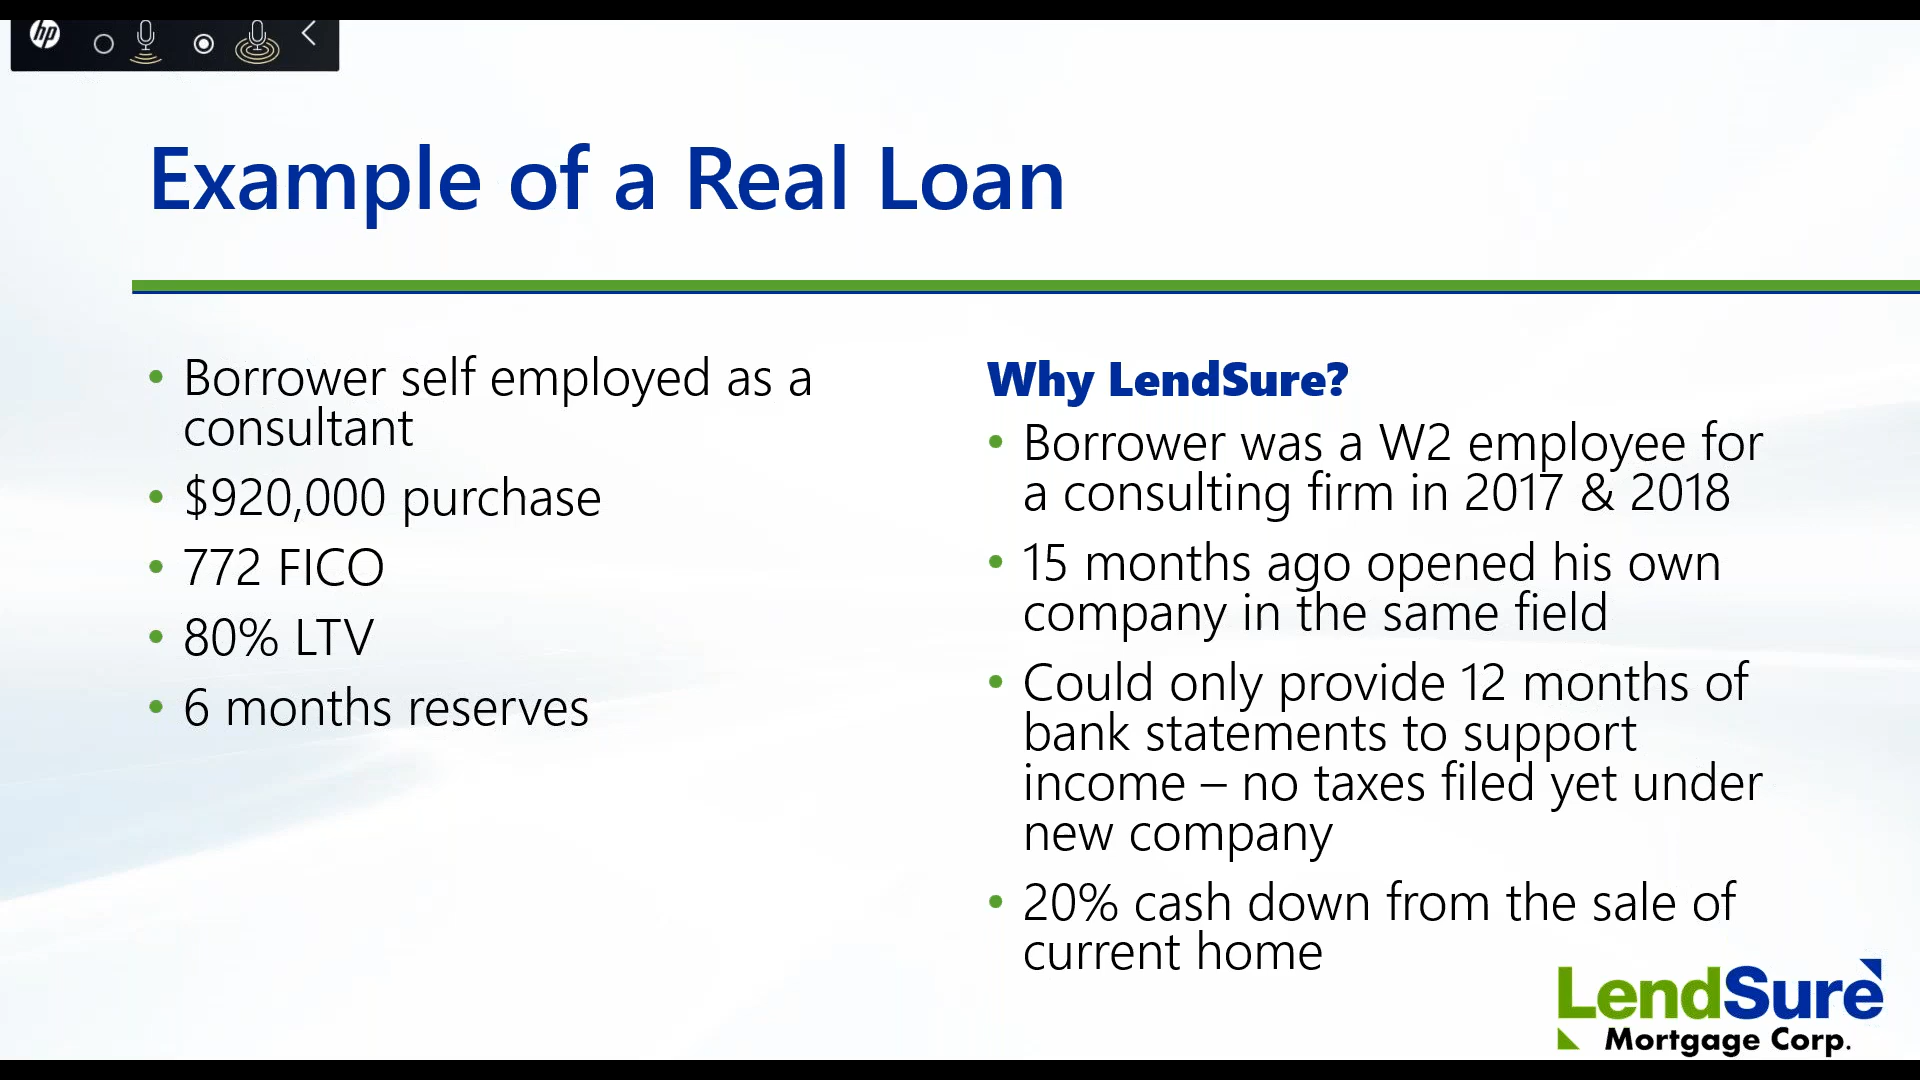 hp
Example of a Real Loan
• Borrower self employed as a
consultant
• $920,000 purchase
• 772 FICO
• 80% LTV
• 6 months reserves
Why LendSure?
• Borrower was a W2 employee for
a consulting firm in 2017 & 2018
• 15 months ago opened his own
company in the same field
• Could only provide 12 months of
bank statements to support
income – no taxes filed yet under
new company
• 20% cash down from the sale of
current home
LendSure
Mortgage Corp.